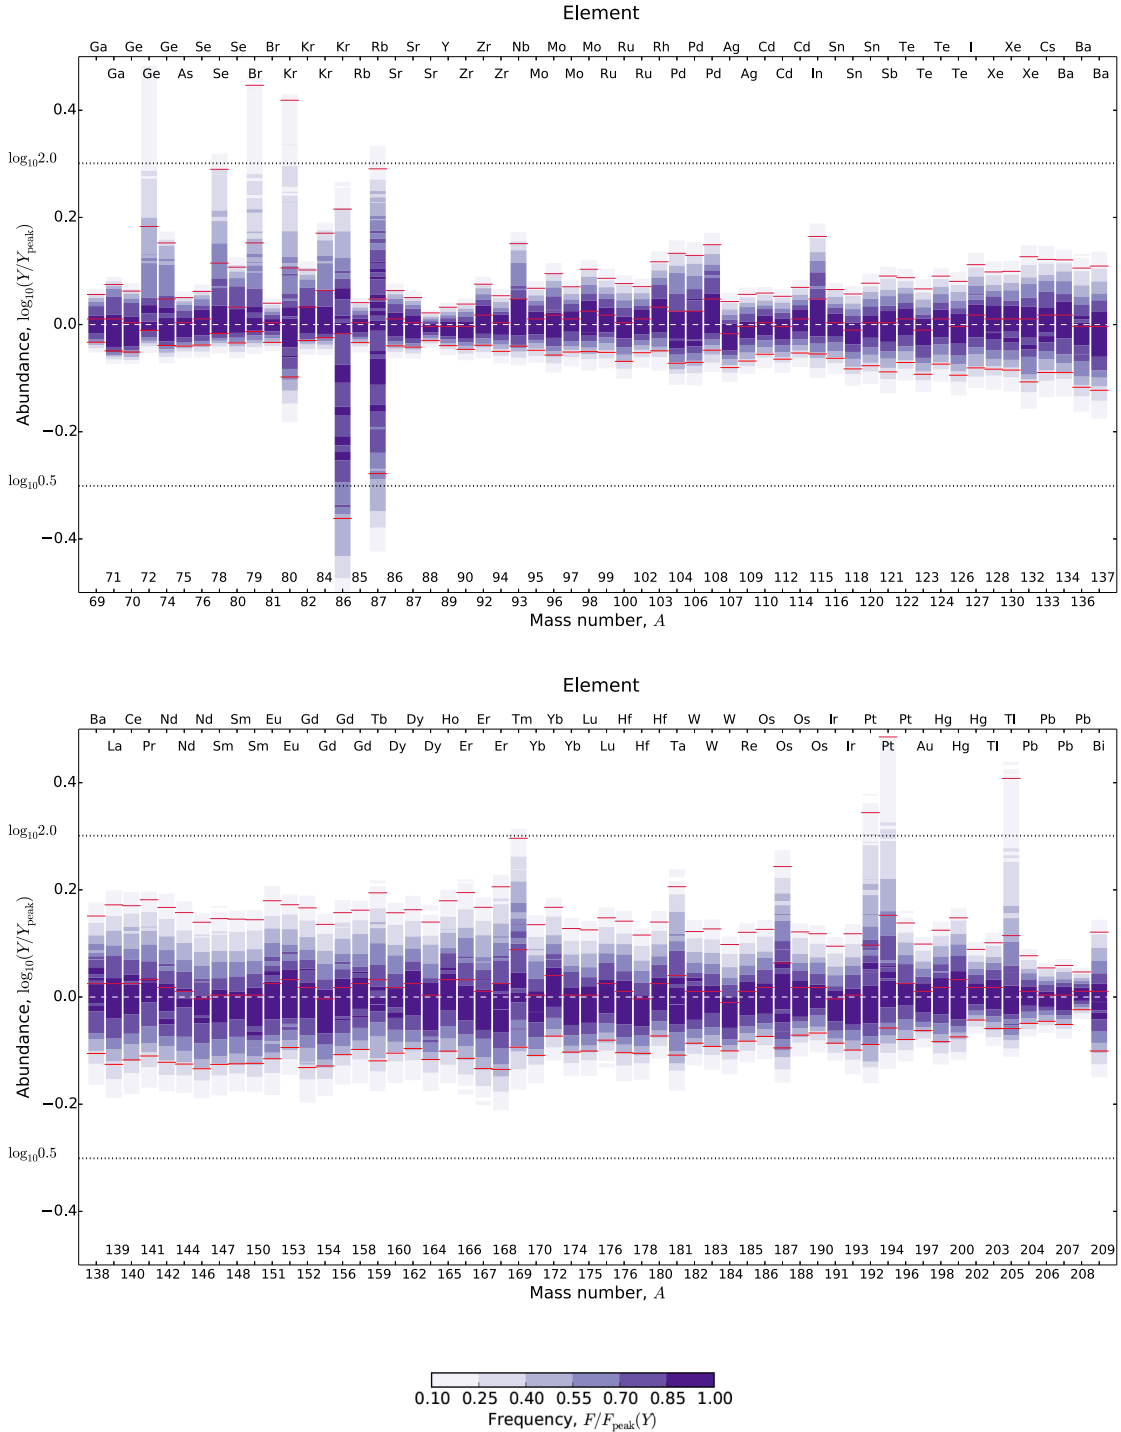 Element
Ga Ge Ge Se Se Br Kr Kr Rb Sr Y Zr Nb Mo Mo Ru Rh Pd Ag Cd Cd Sn Sn Te Te I Xe Cs Ba
Ga Ge As Se Br Kr Kr Rb Sr Sr Zr Zr Mo Mo Ru Ru Pd Pd Ag Cd In Sn Sb Te Te Xe Xe Ba Ba
0.4
log₁₀2.0
0.2
0.0
−0.2
log₁₀0.5
−0.4
Abundance, log₁₀(Y/Y_peak)
71 72 75 78 79 80 84 85 86 88 90 94 95 97 99 102 104 108 109 112 115 118 121 123 126 128 132 134 137
69 70 74 76 80 81 82 86 87 87 89 92 93 96 98 100 103 105 107 110 114 116 120 122 124 127 130 133 136
Mass number, A
Element
Ba Ce Nd Nd Sm Eu Gd Gd Tb Dy Ho Er Tm Yb Lu Hf Hf W W Os Os Ir Pt Pt Hg Hg Tl Pb Pb
La Pr Nd Sm Sm Eu Gd Gd Dy Dy Er Er Yb Yb Lu Hf Ta W Re Os Os Ir Pt Au Hg Tl Pb Pb Bi
0.4
log₁₀2.0
0.2
0.0
−0.2
log₁₀0.5
−0.4
Abundance, log₁₀(Y/Y_peak)
139 141 144 147 150 153 154 158 160 164 166 168 170 174 176 178 181 183 185 187 190 193 194 197 200 203 204 207 209
138 140 142 146 148 151 152 156 159 162 165 167 169 172 175 176 180 182 184 186 188 191 192 196 198 202 205 206 208
Mass number, A
0.10 0.25 0.40 0.55 0.70 0.85 1.00
Frequency, F/F_peak(Y)